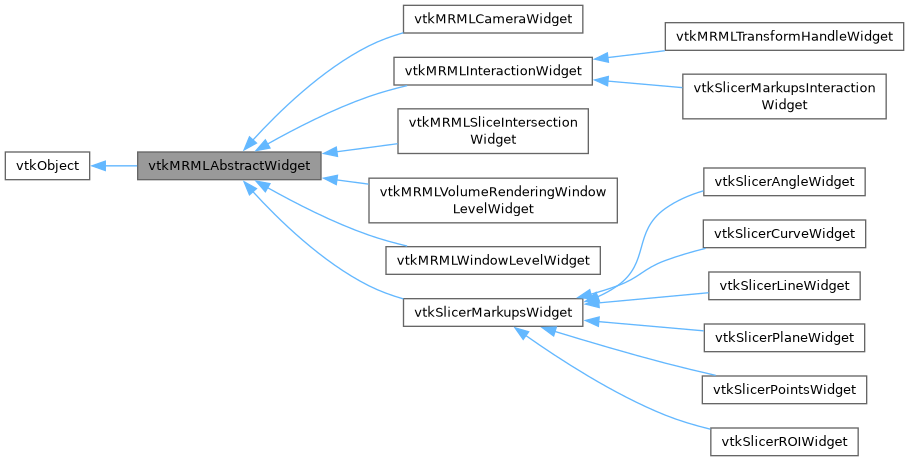 vtkObject
vtkMRMLAbstractWidget
vtkMRMLCameraWidget
vtkMRMLInteractionWidget
vtkMRMLTransformHandleWidget
vtkSlicerMarkupsInteraction
Widget
vtkMRMLSliceIntersection
Widget
vtkMRMLVolumeRenderingWindow
LevelWidget
vtkMRMLWindowLevelWidget
vtkSlicerMarkupsWidget
vtkSlicerAngleWidget
vtkSlicerCurveWidget
vtkSlicerLineWidget
vtkSlicerPlaneWidget
vtkSlicerPointsWidget
vtkSlicerROIWidget